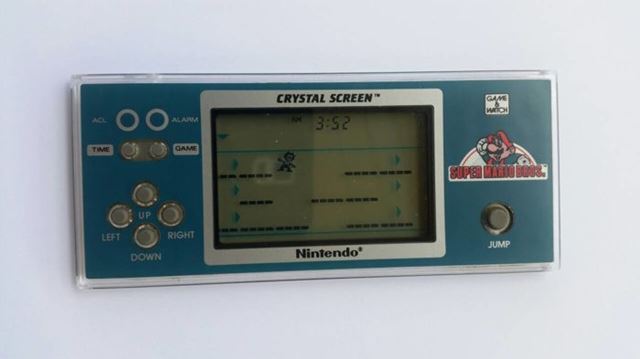 CRYSTAL SCREEN™
GAME & WATCH
ACL
ALARM
AM 3:52
TIME
GAME
SUPER MARIO BROS.
UP
LEFT
RIGHT
DOWN
JUMP
Nintendo®